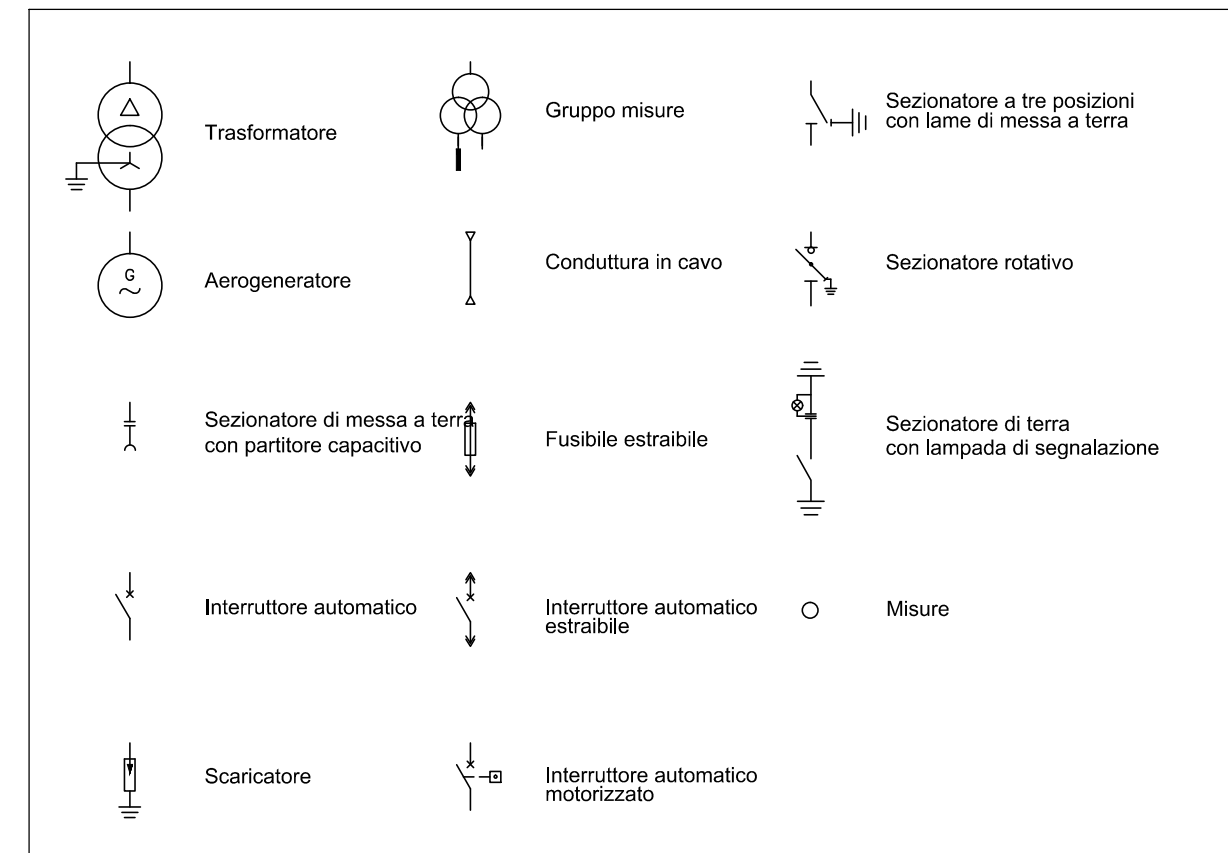 Trasformatore
Gruppo misure
Sezionatore a tre posizioni
con lame di messa a terra
G
Aerogeneratore
Conduttura in cavo
Sezionatore rotativo
Sezionatore di messa a terra
con partitore capacitivo
Fusibile estraibile
Sezionatore di terra
con lampada di segnalazione
Interruttore automatico
Interruttore automatico
estraibile
Misure
Scaricatore
Interruttore automatico
motorizzato